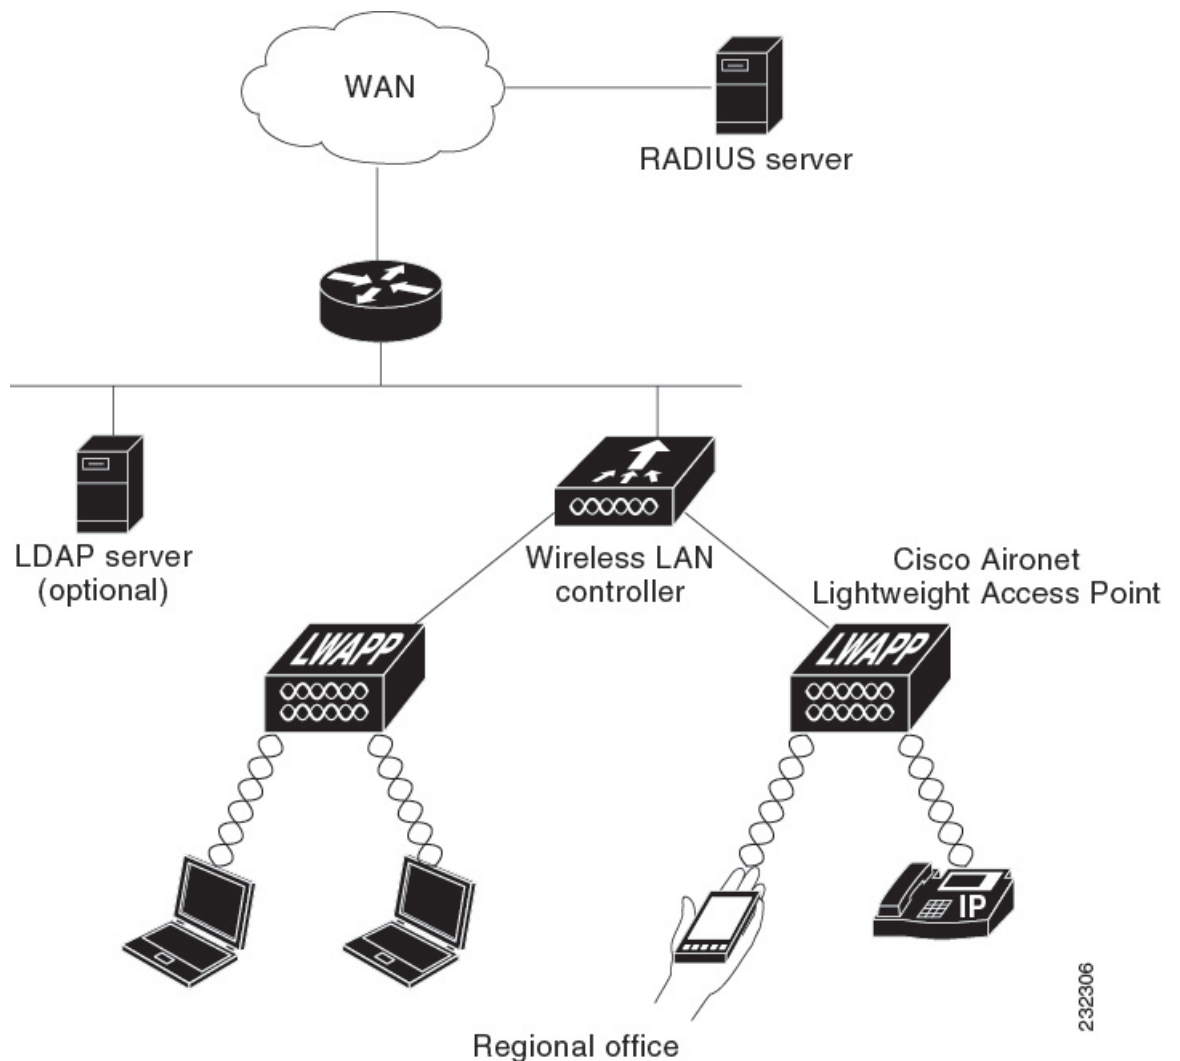 WAN
RADIUS server
LDAP server
(optional)
Wireless LAN
controller
Cisco Aironet
Lightweight Access Point
LWAPP
LWAPP
IP
232306
Regional office